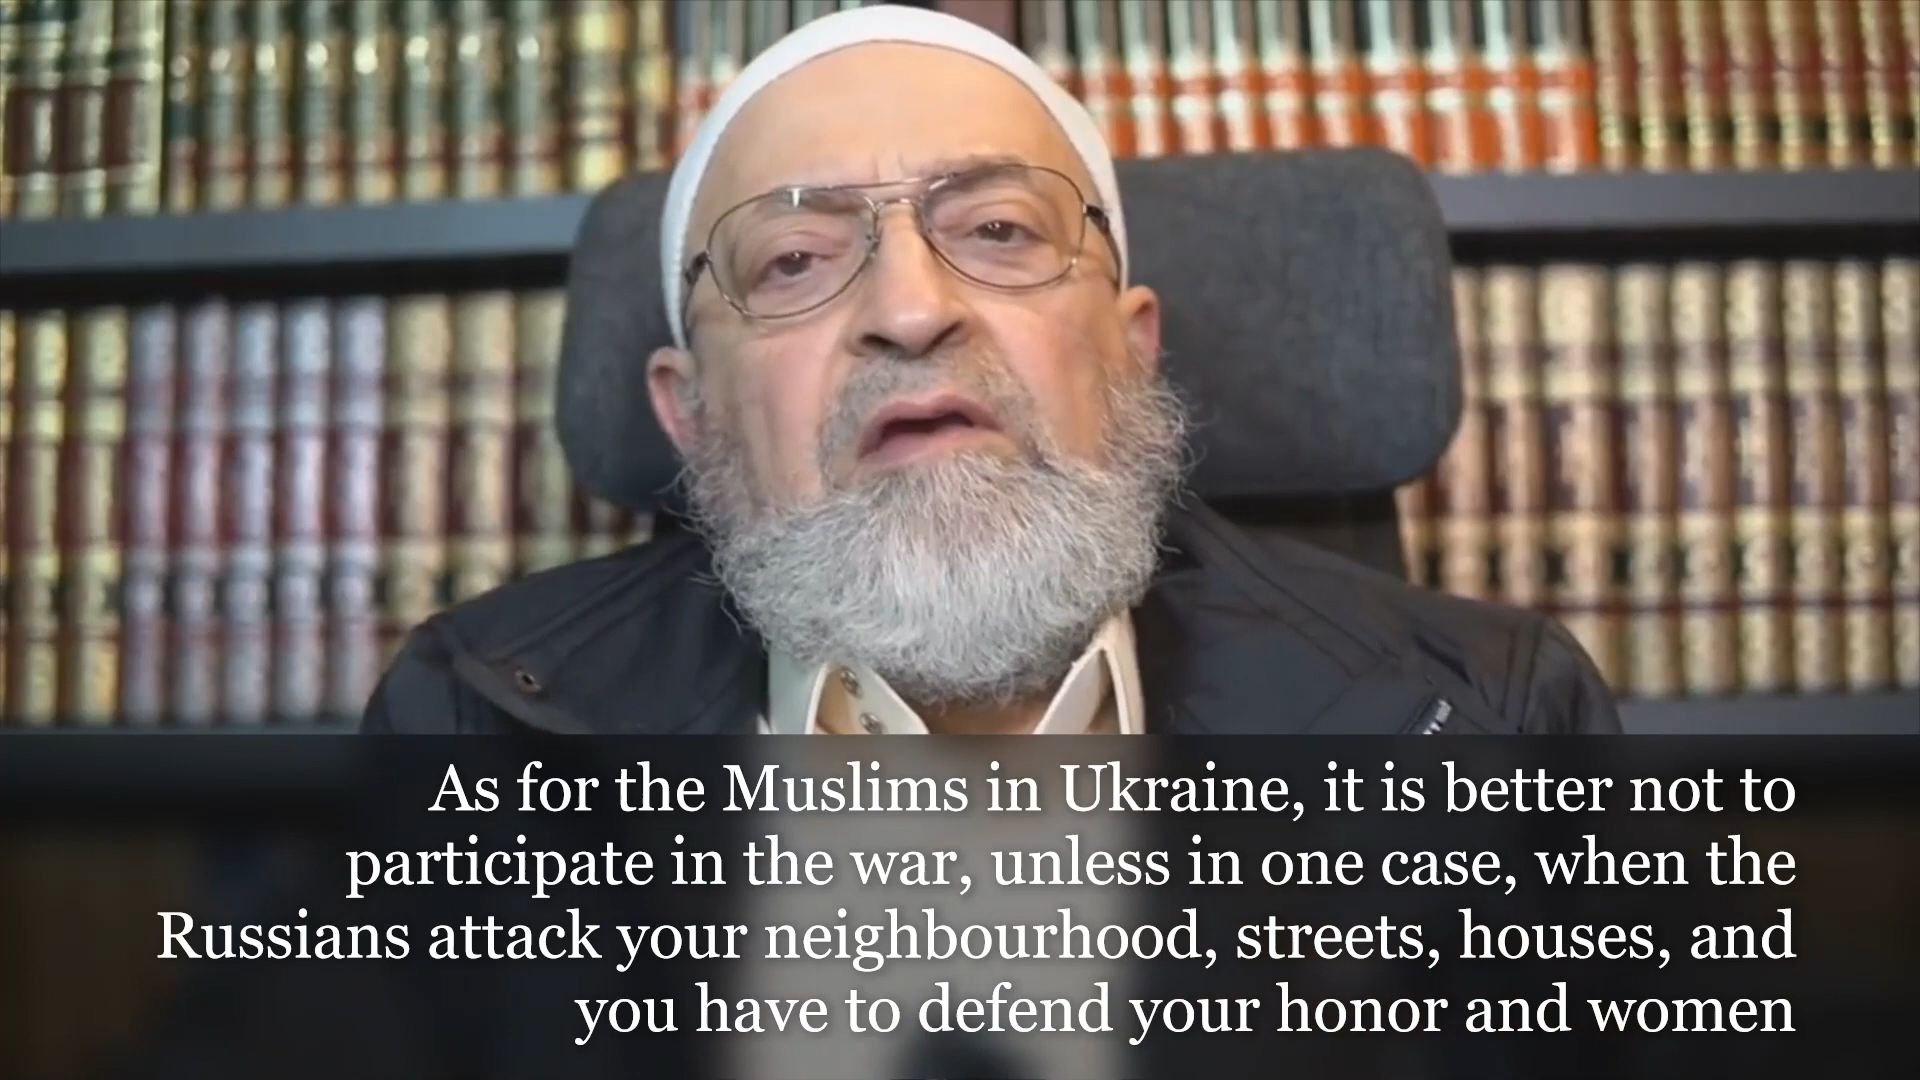 As for the Muslims in Ukraine, it is better not to
participate in the war, unless in one case, when the
Russians attack your neighbourhood, streets, houses, and
you have to defend your honor and women